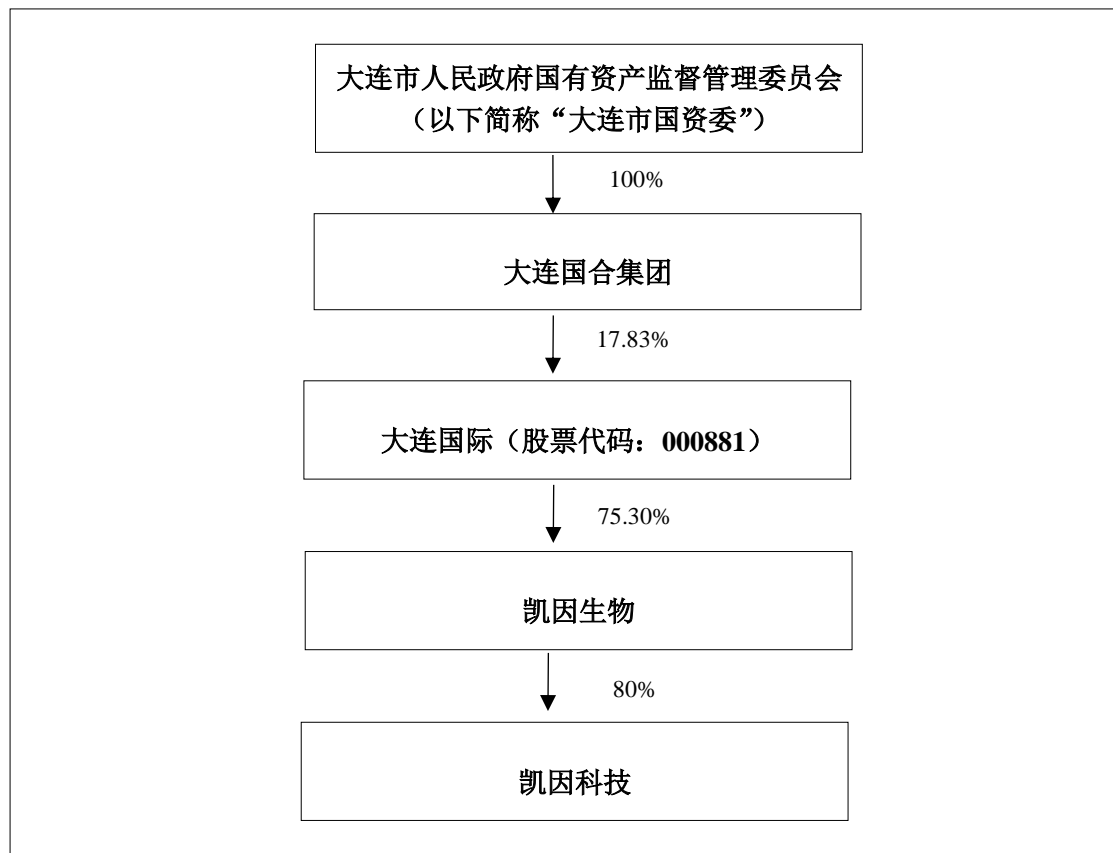 大连市人民政府国有资产监督管理委员会
（以下简称“大连市国资委”）
100%
大连国合集团
17.83%
大连国际（股票代码：000881）
75.30%
凯因生物
80%
凯因科技